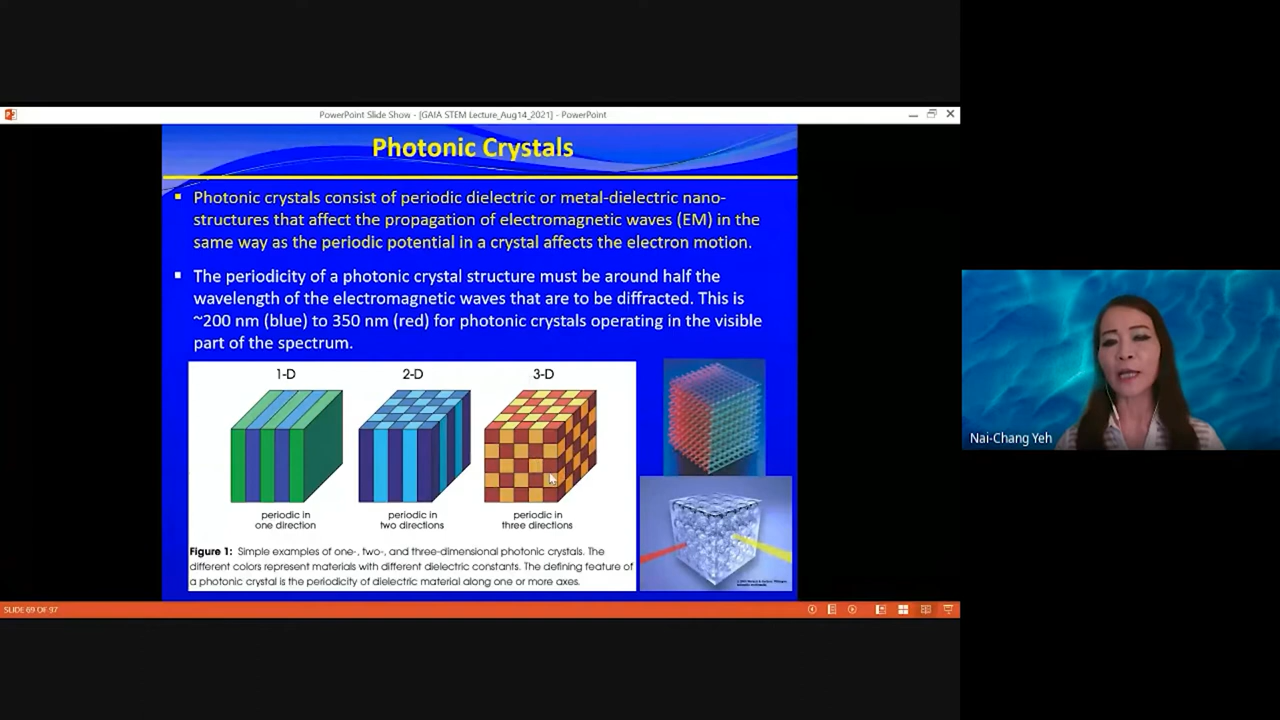 PowerPoint Slide Show - [GAIA STEM Lecture_Aug14_2021] - PowerPoint
Photonic Crystals
Photonic crystals consist of periodic dielectric or metal-dielectric nano-
structures that affect the propagation of electromagnetic waves (EM) in the
same way as the periodic potential in a crystal affects the electron motion.
The periodicity of a photonic crystal structure must be around half the
wavelength of the electromagnetic waves that are to be diffracted. This is
~200 nm (blue) to 350 nm (red) for photonic crystals operating in the visible
part of the spectrum.
1-D 2-D 3-D
periodic in
one direction
periodic in
two directions
periodic in
three directions
Figure 1: Simple examples of one-, two-, and three-dimensional photonic crystals. The
different colors represent materials with different dielectric constants. The defining feature of
a photonic crystal is the periodicity of dielectric material along one or more axes.
Nai-Chang Yeh
SLIDE 69 OF 97